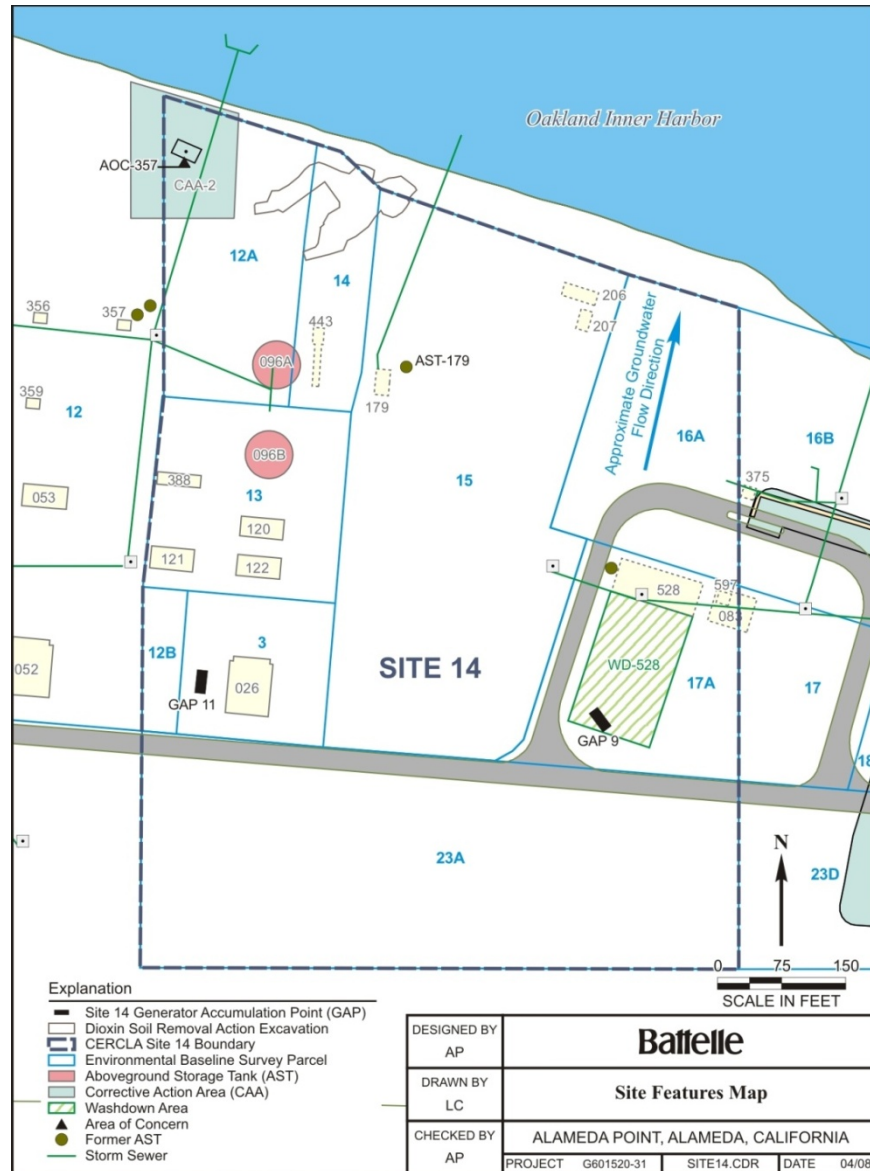 Oakland Inner Harbor
AOC-357
CAA-2
12A
14
206
207
356
357
443
096A
AST-179
179
359
12
Approximate Groundwater
Flow Direction
16A
16B
096B
15
375
388
13
053
120
121
122
528
597
083
3
12B
SITE 14
WD-528
17A
17
052
026
GAP 11
GAP 9
18
23A
N
23D
0 75 150
SCALE IN FEET
Explanation
Site 14 Generator Accumulation Point (GAP)
Dioxin Soil Removal Action Excavation
CERCLA Site 14 Boundary
Environmental Baseline Survey Parcel
Aboveground Storage Tank (AST)
Corrective Action Area (CAA)
Washdown Area
Area of Concern
Former AST
Storm Sewer
DESIGNED BY
AP
Battelle
DRAWN BY
LC
Site Features Map
CHECKED BY
AP
ALAMEDA POINT, ALAMEDA, CALIFORNIA
PROJECT G601520-31 SITE14.CDR DATE 04/08